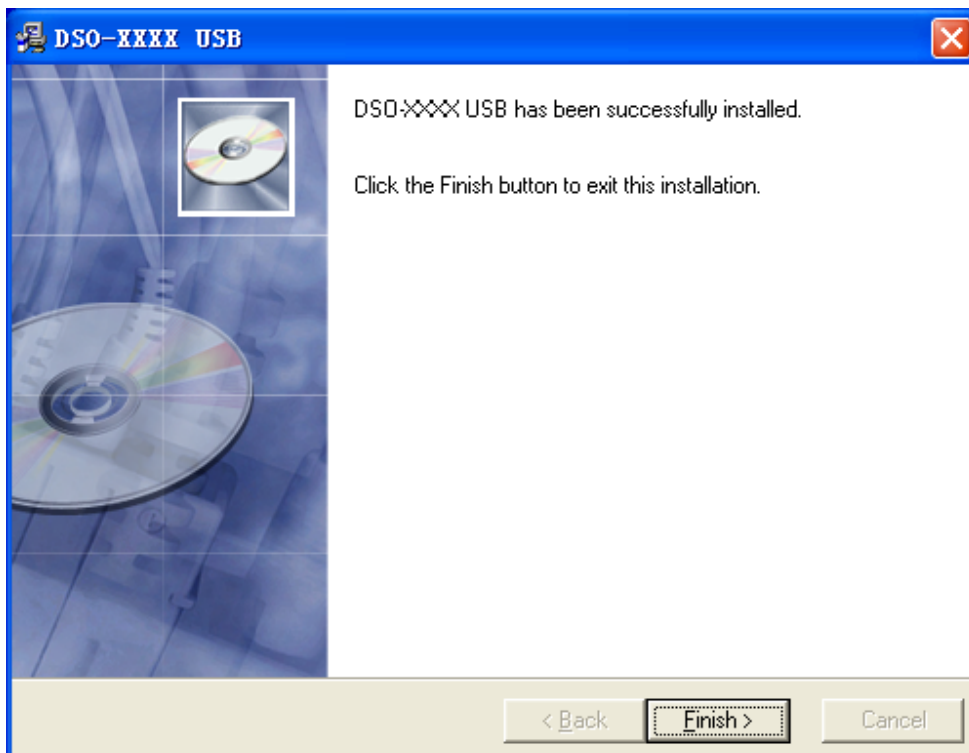 DSO-XXXX USB
DSO-XXXX USB has been successfully installed.
Click the Finish button to exit this installation.
< Back
Finish >
Cancel